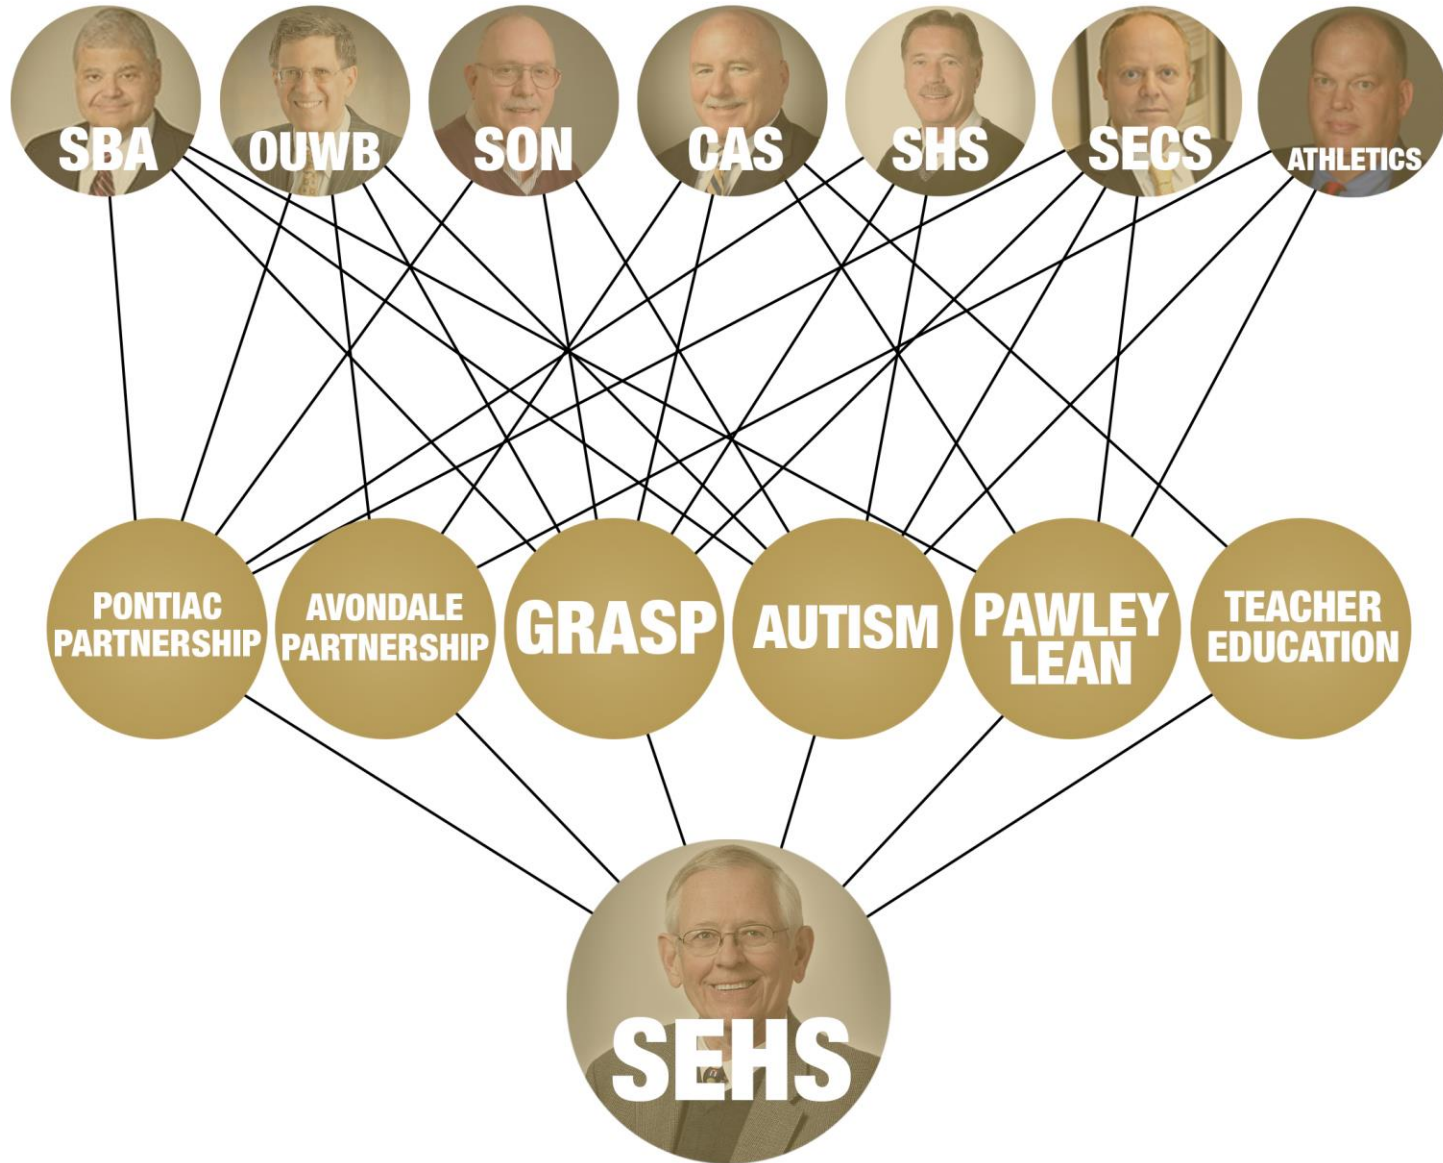 SBA
OUWB
SON
CAS
SHS
SECS
ATHLETICS
PONTIAC
PARTNERSHIP
AVONDALE
PARTNERSHIP
GRASP
AUTISM
PAWLEY
LEAN
TEACHER
EDUCATION
SEHS